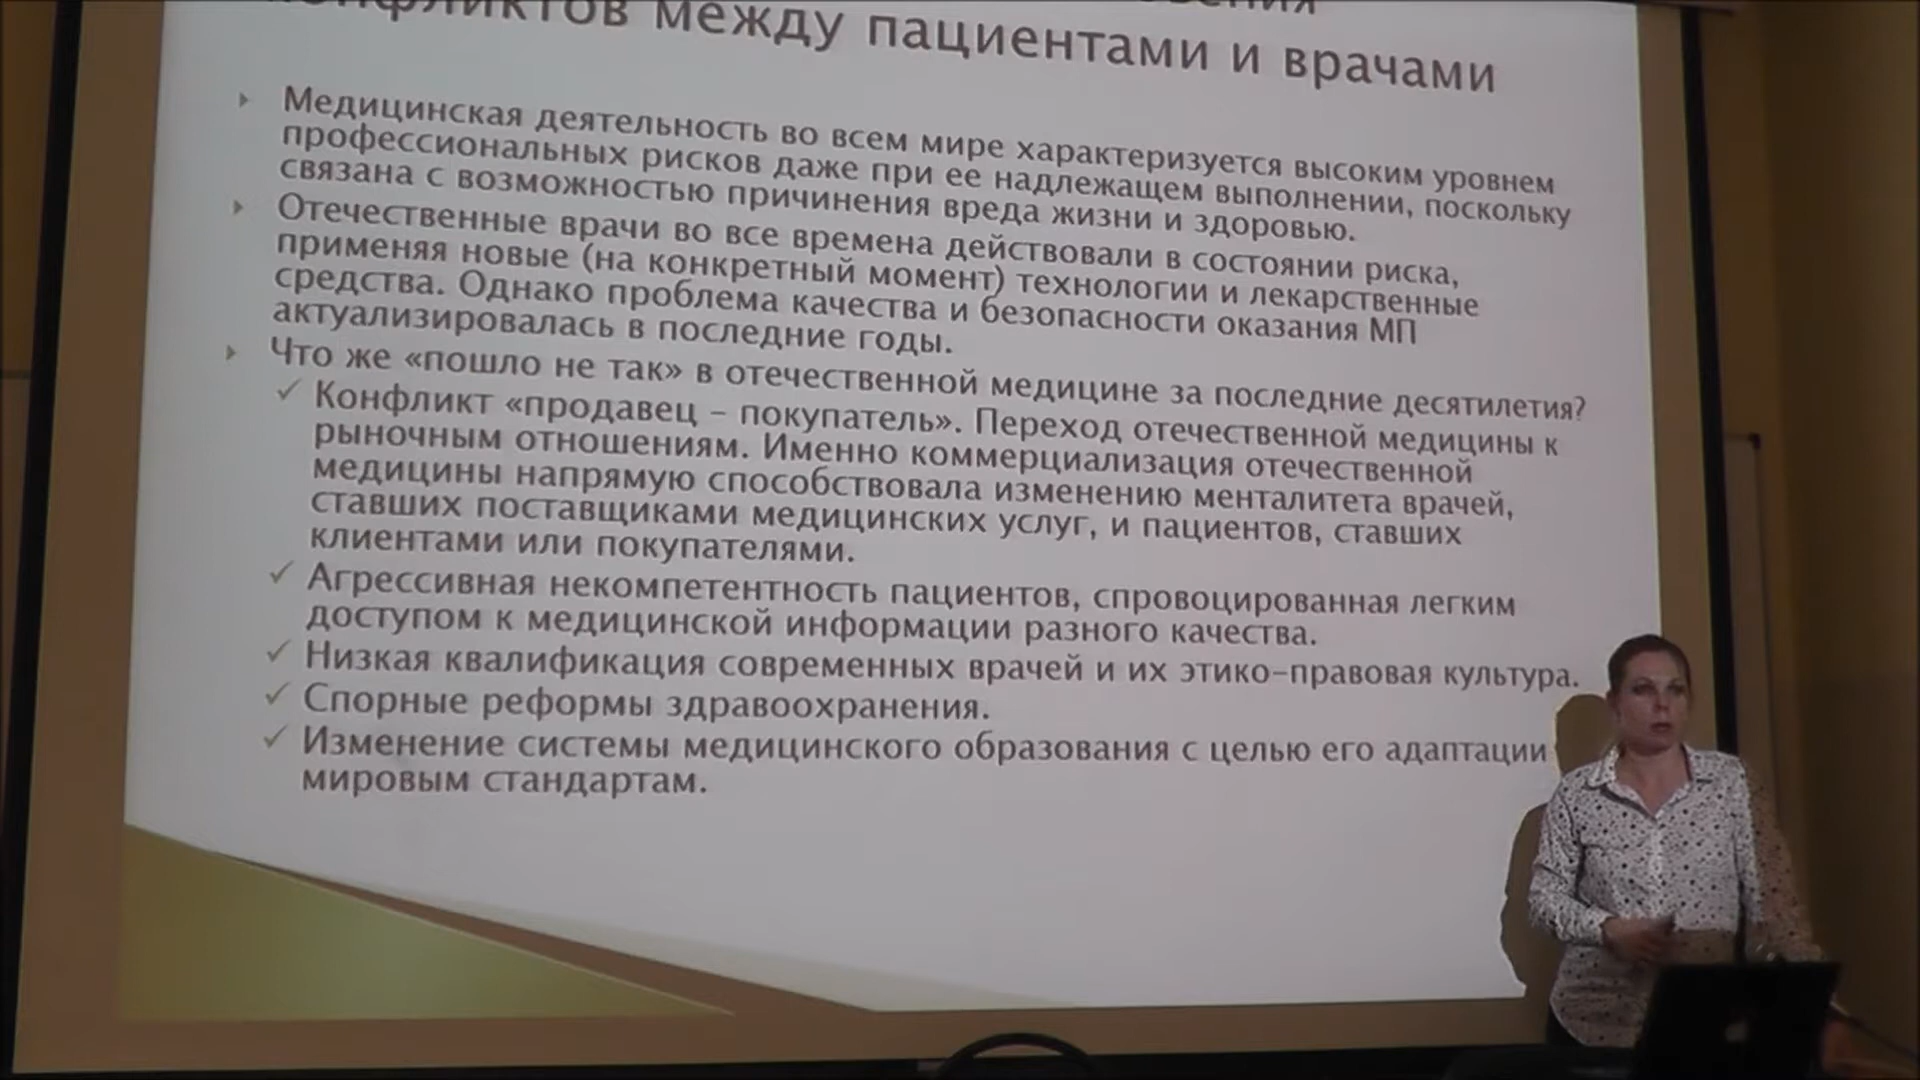 конфликтов между пациентами и врачами
Медицинская деятельность во всем мире характеризуется высоким уровнем
профессиональных рисков даже при ее надлежащем выполнении, поскольку
связана с возможностью причинения вреда жизни и здоровью.
Отечественные врачи во все времена действовали в состоянии риска,
применяя новые (на конкретный момент) технологии и лекарственные
средства. Однако проблема качества и безопасности оказания МП
актуализировалась в последние годы.
Что же «пошло не так» в отечественной медицине за последние десятилетия?
Конфликт «продавец – покупатель». Переход отечественной медицины к
рыночным отношениям. Именно коммерциализация отечественной
медицины напрямую способствовала изменению менталитета врачей,
ставших поставщиками медицинских услуг, и пациентов, ставших
клиентами или покупателями.
Агрессивная некомпетентность пациентов, спровоцированная легким
доступом к медицинской информации разного качества.
Низкая квалификация современных врачей и их этико-правовая культура.
Спорные реформы здравоохранения.
Изменение системы медицинского образования с целью его адаптации
мировым стандартам.